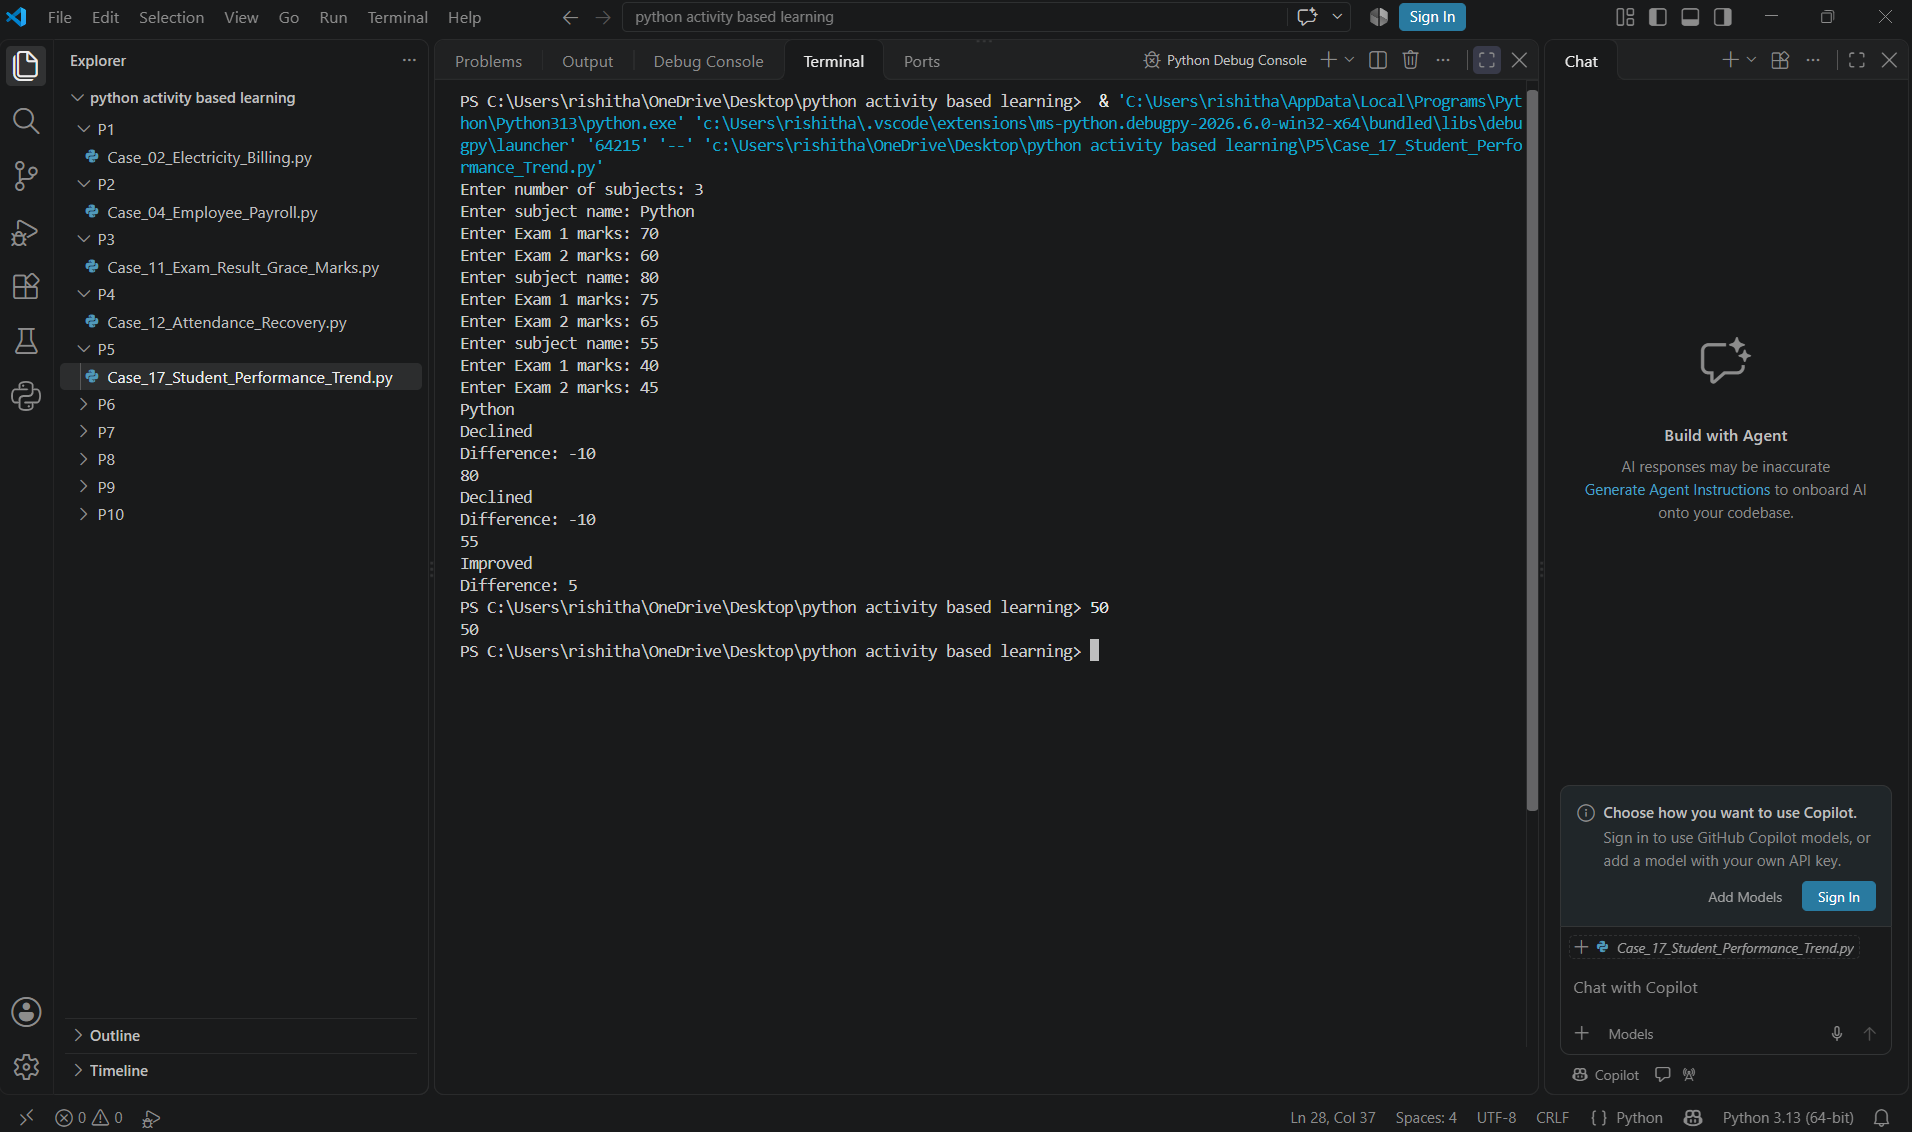 File Edit Selection View Go Run Terminal Help
python activity based learning
Sign In
Explorer
python activity based learning
P1
Case_02_Electricity_Billing.py
P2
Case_04_Employee_Payroll.py
P3
Case_11_Exam_Result_Grace_Marks.py
P4
Case_12_Attendance_Recovery.py
P5
Case_17_Student_Performance_Trend.py
P6
P7
P8
P9
P10
Outline
Timeline
Problems Output Debug Console Terminal Ports
Python Debug Console
PS C:\Users\rishitha\OneDrive\Desktop\python activity based learning>  & 'C:\Users\rishitha\AppData\Local\Programs\Pyt
hon\Python313\python.exe' 'c:\Users\rishitha\.vscode\extensions\ms-python.debugpy-2026.6.0-win32-x64\bundled\libs\debu
gpy\launcher' '64215' '--' 'c:\Users\rishitha\OneDrive\Desktop\python activity based learning\P5\Case_17_Student_Perfo
rmance_Trend.py'
Enter number of subjects: 3
Enter subject name: Python
Enter Exam 1 marks: 70
Enter Exam 2 marks: 60
Enter subject name: 80
Enter Exam 1 marks: 75
Enter Exam 2 marks: 65
Enter subject name: 55
Enter Exam 1 marks: 40
Enter Exam 2 marks: 45
Python
Declined
Difference: -10
80
Declined
Difference: -10
55
Improved
Difference: 5
PS C:\Users\rishitha\OneDrive\Desktop\python activity based learning> 50
50
PS C:\Users\rishitha\OneDrive\Desktop\python activity based learning>
Chat
Build with Agent
AI responses may be inaccurate
Generate Agent Instructions to onboard AI
onto your codebase.
Choose how you want to use Copilot.
Sign in to use GitHub Copilot models, or
add a model with your own API key.
Add Models Sign In
Case_17_Student_Performance_Trend.py
Chat with Copilot
Models
Copilot
0 0
Ln 28, Col 37 Spaces: 4 UTF-8 CRLF { } Python Python 3.13 (64-bit)